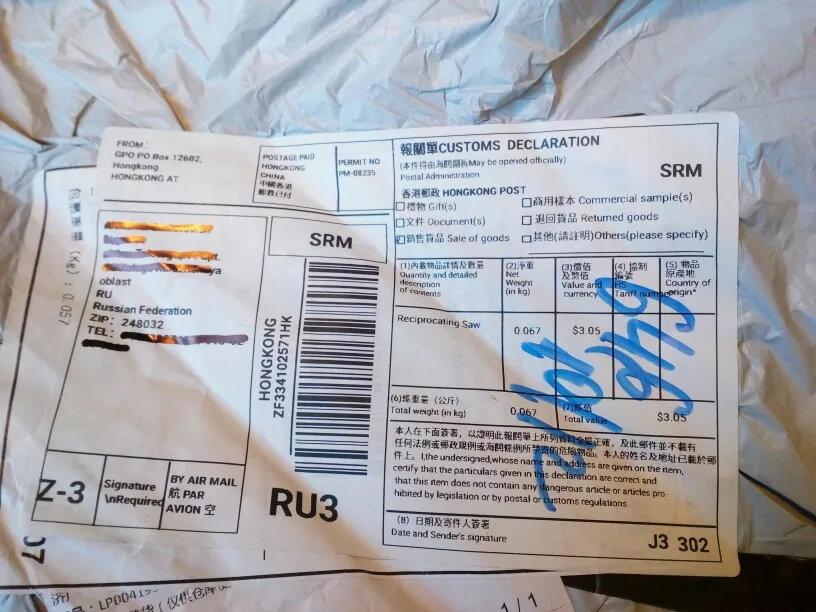 FROM:
GPO PO Box 12602,
Hongkong
HONGKONG AT
POSTAGE PAID
HONGKONG
CHINA
中國香港
郵資已付
PERMIT NO.
PM-08235
報關單CUSTOMS DECLARATION
(本件得由海關開拆May be opened officially)
Postal Administration
SRM
香港郵政 HONGKONG POST
禮物 Gift(s)
商用樣本 Commercial sample(s)
文件 Document(s)
退回貨品 Returned goods
銷售貨品 Sale of goods
其他(請註明)Others(please specify)
(Kg): 0.057
ya
oblast
RU
Russian Federation
ZIP: 248032
TEL:
SRM
HONGKONG
ZF334102571HK
RU3
Z-3
Signature
\nRequired
BY AIR MAIL
航 PAR
AVION 空
(1)內載物品詳情及數量
Quantity and detailed
description
of contents
(2)淨重
Net
Weight
(in kg)
(3)價值
及幣值
Value and
currency
(4) 協制
編號
HS
Tariff number
(5) 物品
原產地
Country of
origin*
Reciprocating Saw
0.067
$3.05
(6)總重量（公斤）
Total weight (in kg)
0.067
(7)總值
Total value
$3.05
本人在下面簽署，以證明此報關單上所列資料全屬正確，及此郵件並不載有
任何法例或郵政規例或海關條例所禁寄的危險物品。本人的姓名及地址已載於郵
件上。I,the undersigned,whose name and address are given on the item,
certify that the particulars given in this declaration are correct and
that this item does not contain any dangerous article or articles pro-
hibited by legislation or by postal or customs regulations
(8) 日期及寄件人簽署
Date and Sender's signature
J3 302
07
1/1